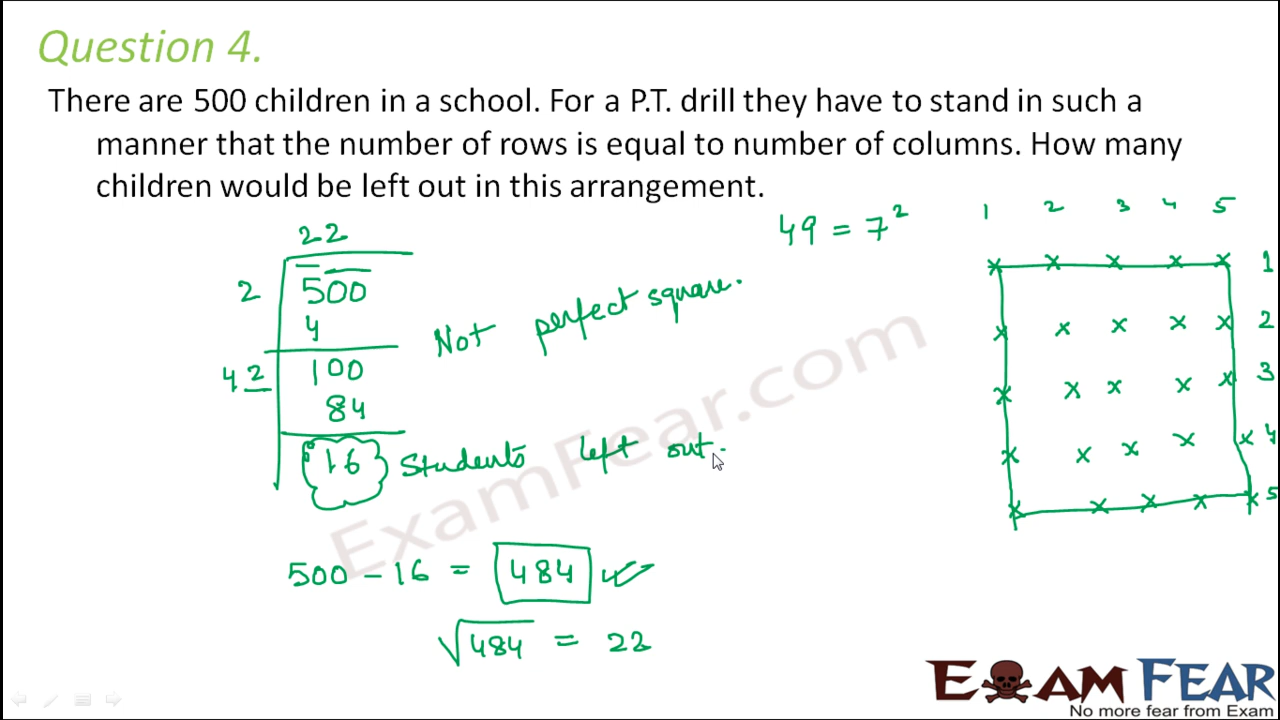 Question 4.
There are 500 children in a school. For a P.T. drill they have to stand in such a
manner that the number of rows is equal to number of columns. How many
children would be left out in this arrangement.
49 = 7²
1 2 3 4 5
22
2 500
4
Not perfect square.
42 100
84
16 Students left out.
500 - 16 = 484 ✓
√484 = 22
1
2
3
4
5
ExamFear.com
EXAM FEAR
No more fear from Exam